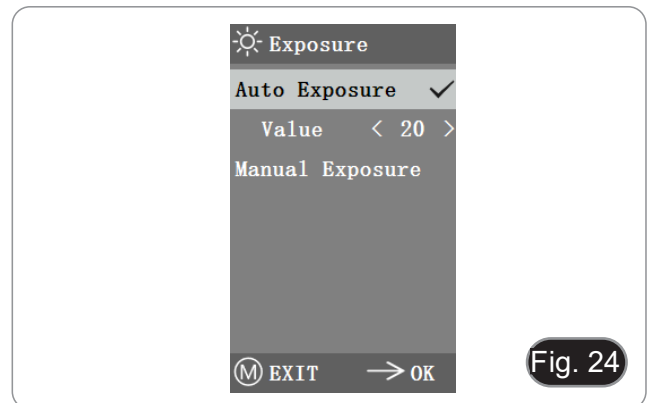 Exposure
Auto Exposure
Value < 20 >
Manual Exposure
M EXIT → OK
Fig. 24